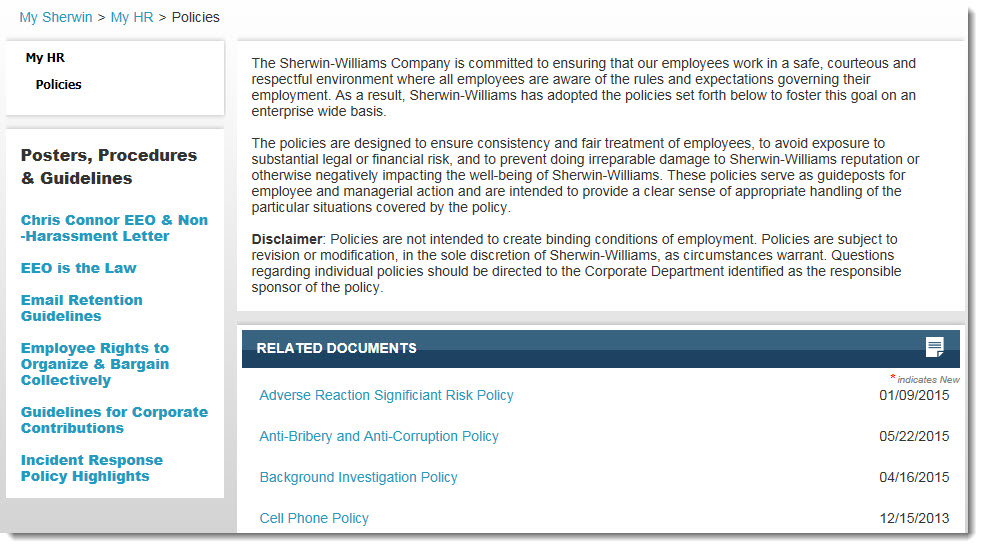 My Sherwin > My HR > Policies
My HR
Policies
Posters, Procedures
& Guidelines
Chris Connor EEO & Non
-Harassment Letter
EEO is the Law
Email Retention
Guidelines
Employee Rights to
Organize & Bargain
Collectively
Guidelines for Corporate
Contributions
Incident Response
Policy Highlights
The Sherwin-Williams Company is committed to ensuring that our employees work in a safe, courteous and
respectful environment where all employees are aware of the rules and expectations governing their
employment. As a result, Sherwin-Williams has adopted the policies set forth below to foster this goal on an
enterprise wide basis.
The policies are designed to ensure consistency and fair treatment of employees, to avoid exposure to
substantial legal or financial risk, and to prevent doing irreparable damage to Sherwin-Williams reputation or
otherwise negatively impacting the well-being of Sherwin-Williams. These policies serve as guideposts for
employee and managerial action and are intended to provide a clear sense of appropriate handling of the
particular situations covered by the policy.
Disclaimer: Policies are not intended to create binding conditions of employment. Policies are subject to
revision or modification, in the sole discretion of Sherwin-Williams, as circumstances warrant. Questions
regarding individual policies should be directed to the Corporate Department identified as the responsible
sponsor of the policy.
RELATED DOCUMENTS
* indicates New
Adverse Reaction Significiant Risk Policy 01/09/2015
Anti-Bribery and Anti-Corruption Policy 05/22/2015
Background Investigation Policy 04/16/2015
Cell Phone Policy 12/15/2013